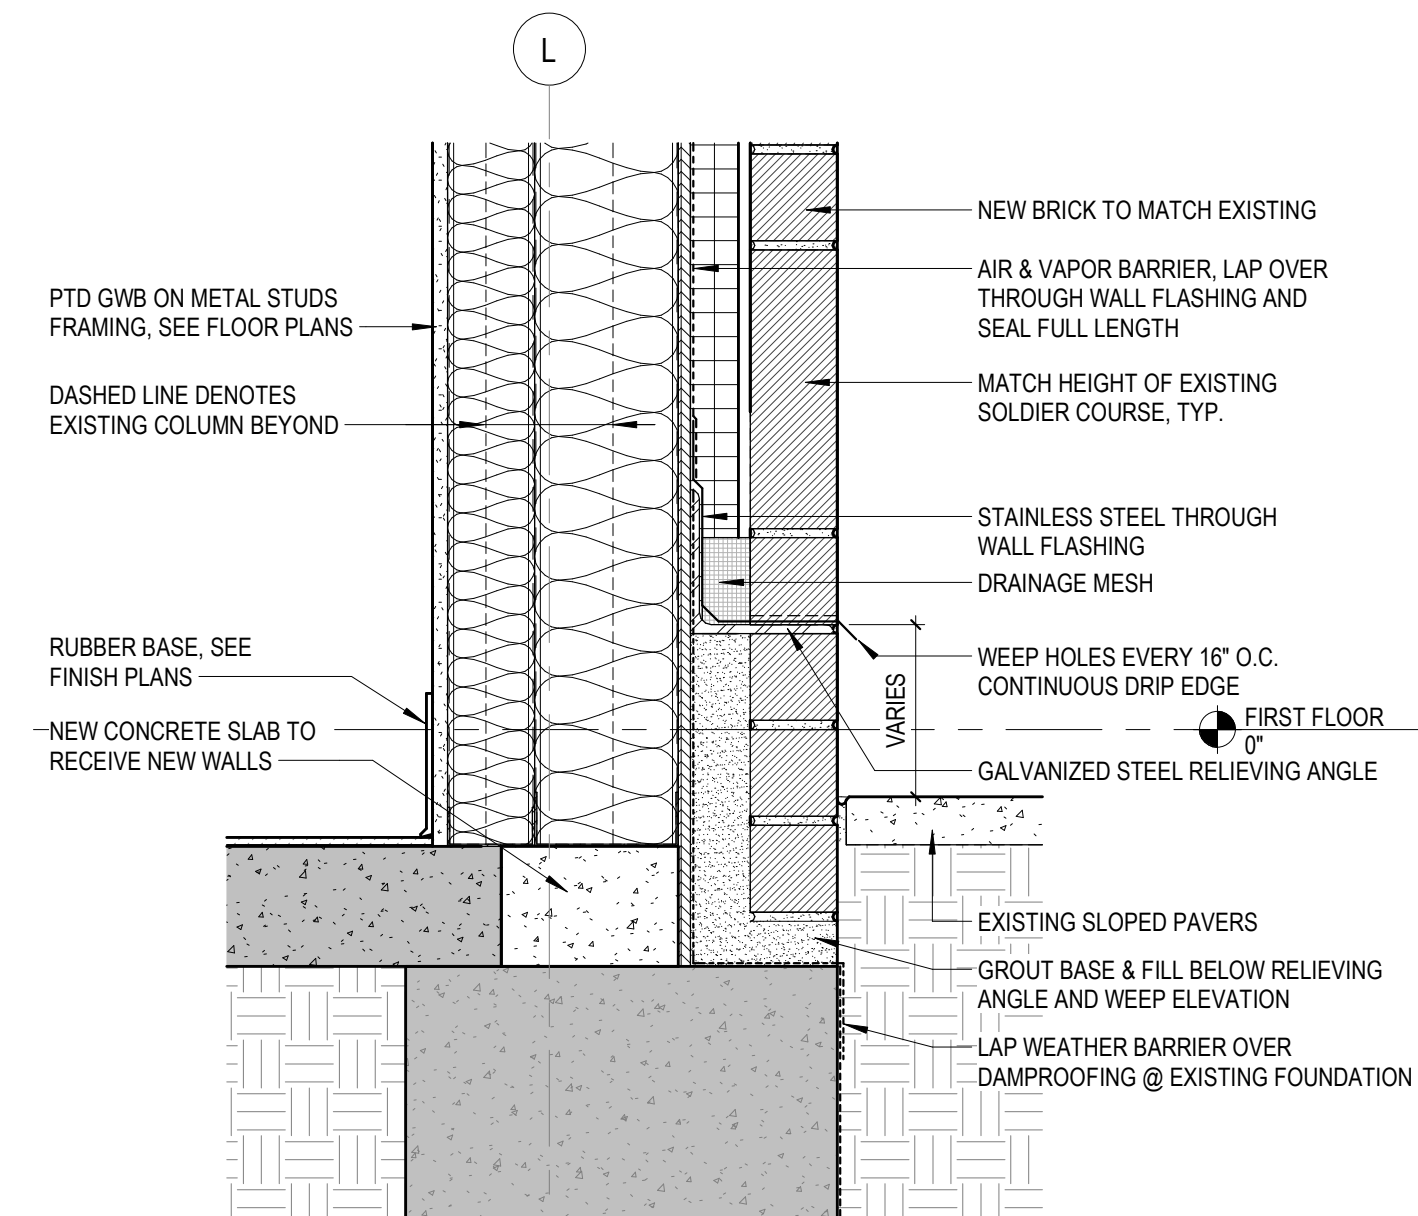 L
PTD GWB ON METAL STUDS
FRAMING, SEE FLOOR PLANS
DASHED LINE DENOTES
EXISTING COLUMN BEYOND
RUBBER BASE, SEE
FINISH PLANS
NEW CONCRETE SLAB TO
RECEIVE NEW WALLS
NEW BRICK TO MATCH EXISTING
AIR & VAPOR BARRIER, LAP OVER
THROUGH WALL FLASHING AND
SEAL FULL LENGTH
MATCH HEIGHT OF EXISTING
SOLDIER COURSE, TYP.
STAINLESS STEEL THROUGH
WALL FLASHING
DRAINAGE MESH
WEEP HOLES EVERY 16" O.C.
CONTINUOUS DRIP EDGE
VARIES
FIRST FLOOR
0"
GALVANIZED STEEL RELIEVING ANGLE
EXISTING SLOPED PAVERS
GROUT BASE & FILL BELOW RELIEVING
ANGLE AND WEEP ELEVATION
LAP WEATHER BARRIER OVER
DAMPROOFING @ EXISTING FOUNDATION